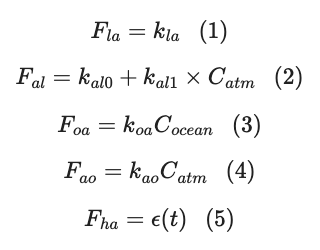 F_{la} = k_{la} (1)
F_{al} = k_{al0} + k_{al1} × C_{atm} (2)
F_{oa} = k_{oa}C_{ocean} (3)
F_{ao} = k_{ao}C_{atm} (4)
F_{ha} = ϵ(t) (5)